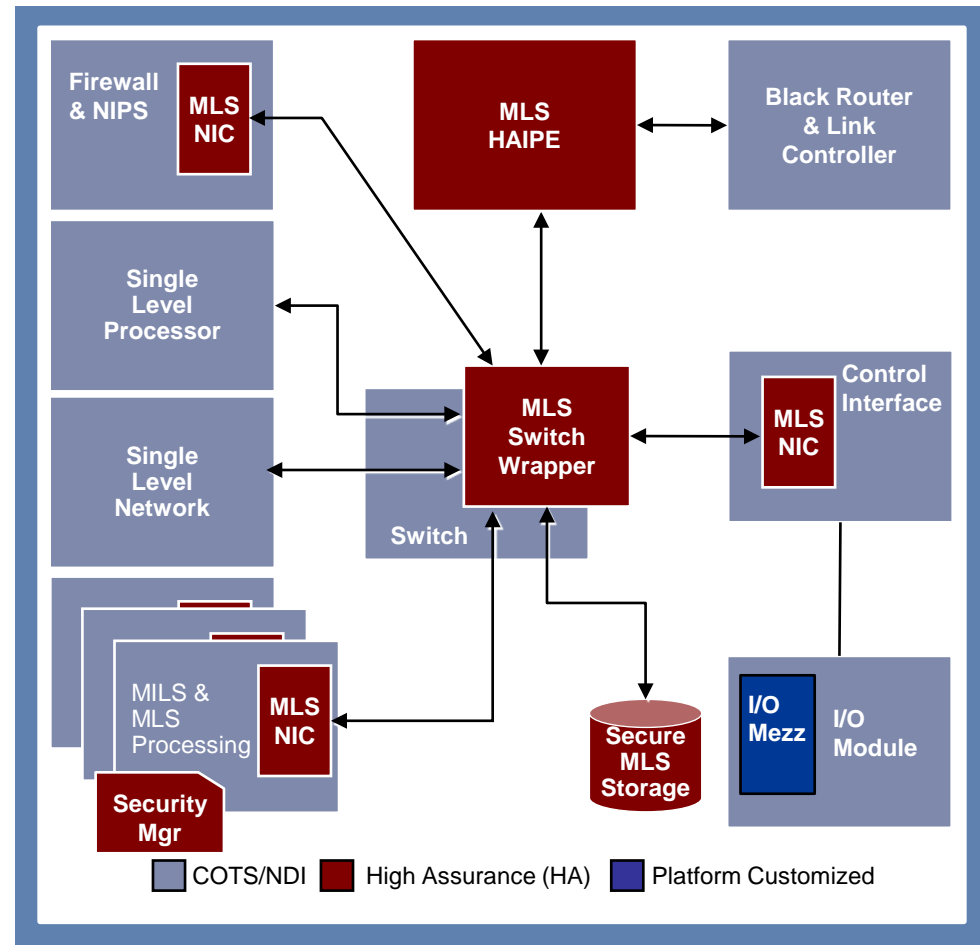 Firewall
& NIPS
MLS
NIC
MLS
HAIPE
Black Router
& Link
Controller
Single
Level
Processor
Single
Level
Network
MLS
Switch
Wrapper
Switch
Control
Interface
MLS
NIC
MILS &
MLS
Processing
MLS
NIC
Security
Mgr
Secure
MLS
Storage
I/O
Mezz
I/O
Module
COTS/NDI
High Assurance (HA)
Platform Customized